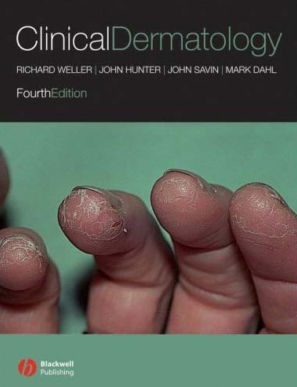 ClinicalDermatology
RICHARD WELLER | JOHN HUNTER | JOHN SAVIN | MARK DAHL
FourthEdition
Blackwell
Publishing